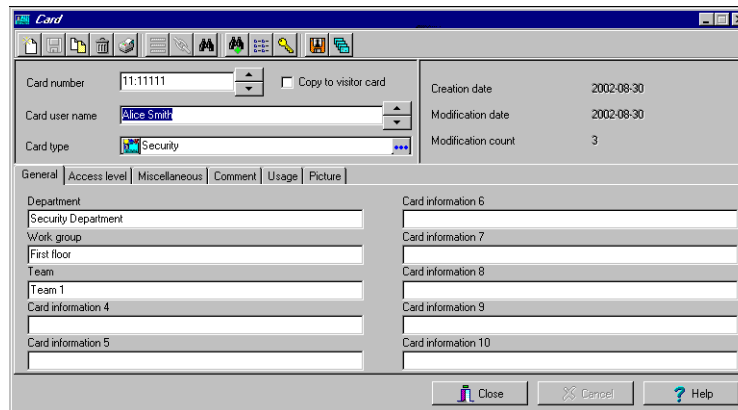 Card
Card number 11:11111 Copy to visitor card
Card user name Alice Smith
Card type Security
Creation date 2002-08-30
Modification date 2002-08-30
Modification count 3
General Access level Miscellaneous Comment Usage Picture
Department
Security Department
Work group
First floor
Team
Team 1
Card information 4
Card information 5
Card information 6
Card information 7
Card information 8
Card information 9
Card information 10
Close Cancel Help